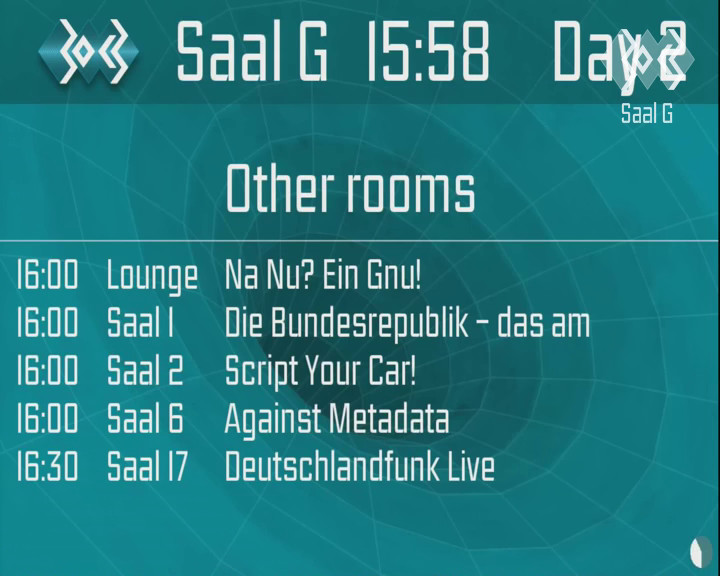 Saal G 15:58 Day 2
Saal G
Other rooms
16:00 Lounge Na Nu? Ein Gnu!
16:00 Saal 1 Die Bundesrepublik – das am
16:00 Saal 2 Script Your Car!
16:00 Saal 6 Against Metadata
16:30 Saal 17 Deutschlandfunk Live